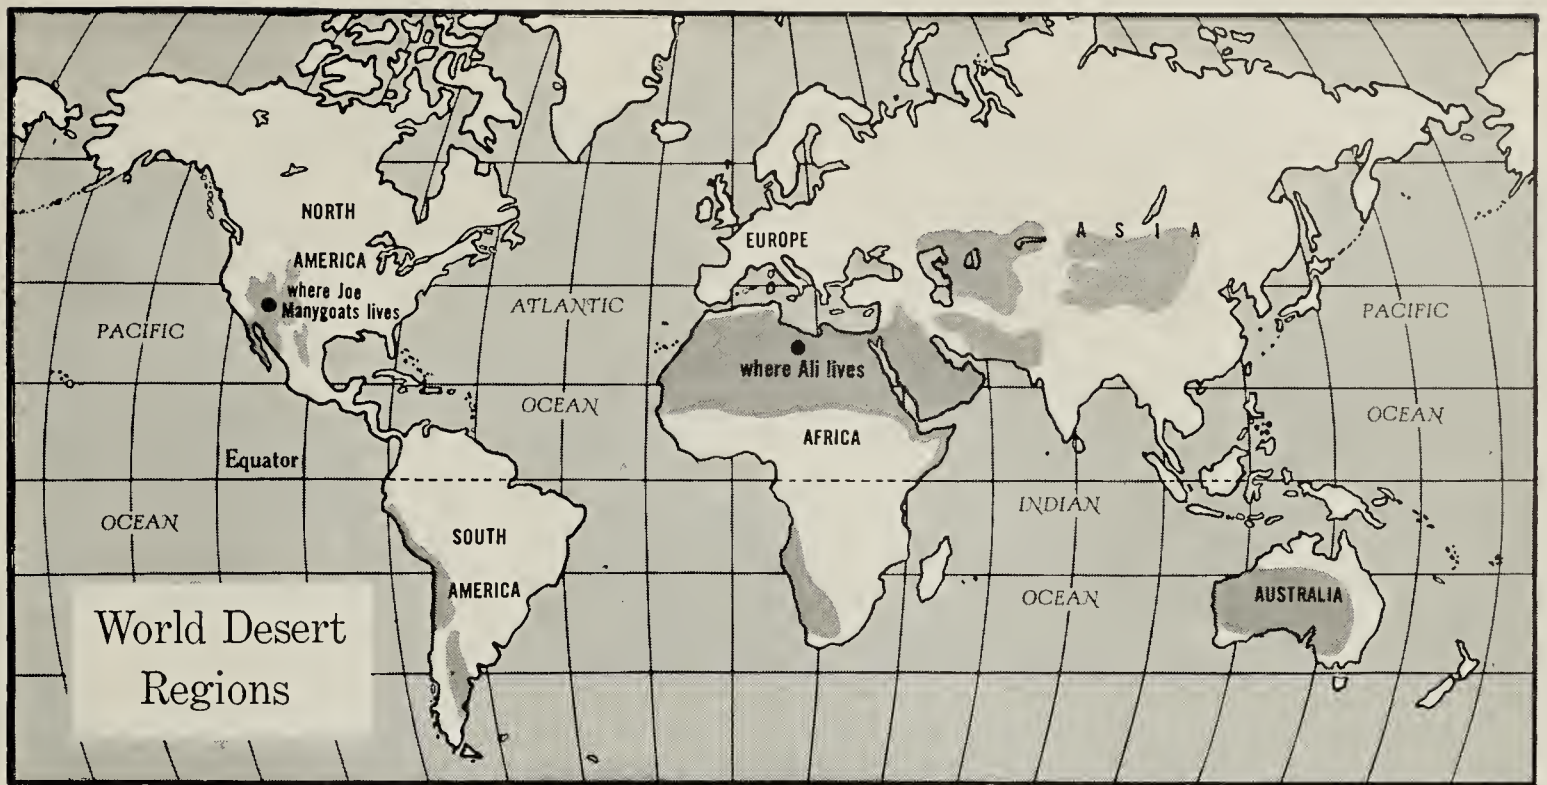 NORTH
AMERICA
where Joe
Manygoats lives
PACIFIC
OCEAN
Equator
ATLANTIC
OCEAN
SOUTH
AMERICA
EUROPE
where Ali lives
AFRICA
ASIA
INDIAN
OCEAN
PACIFIC
OCEAN
AUSTRALIA
World Desert
Regions